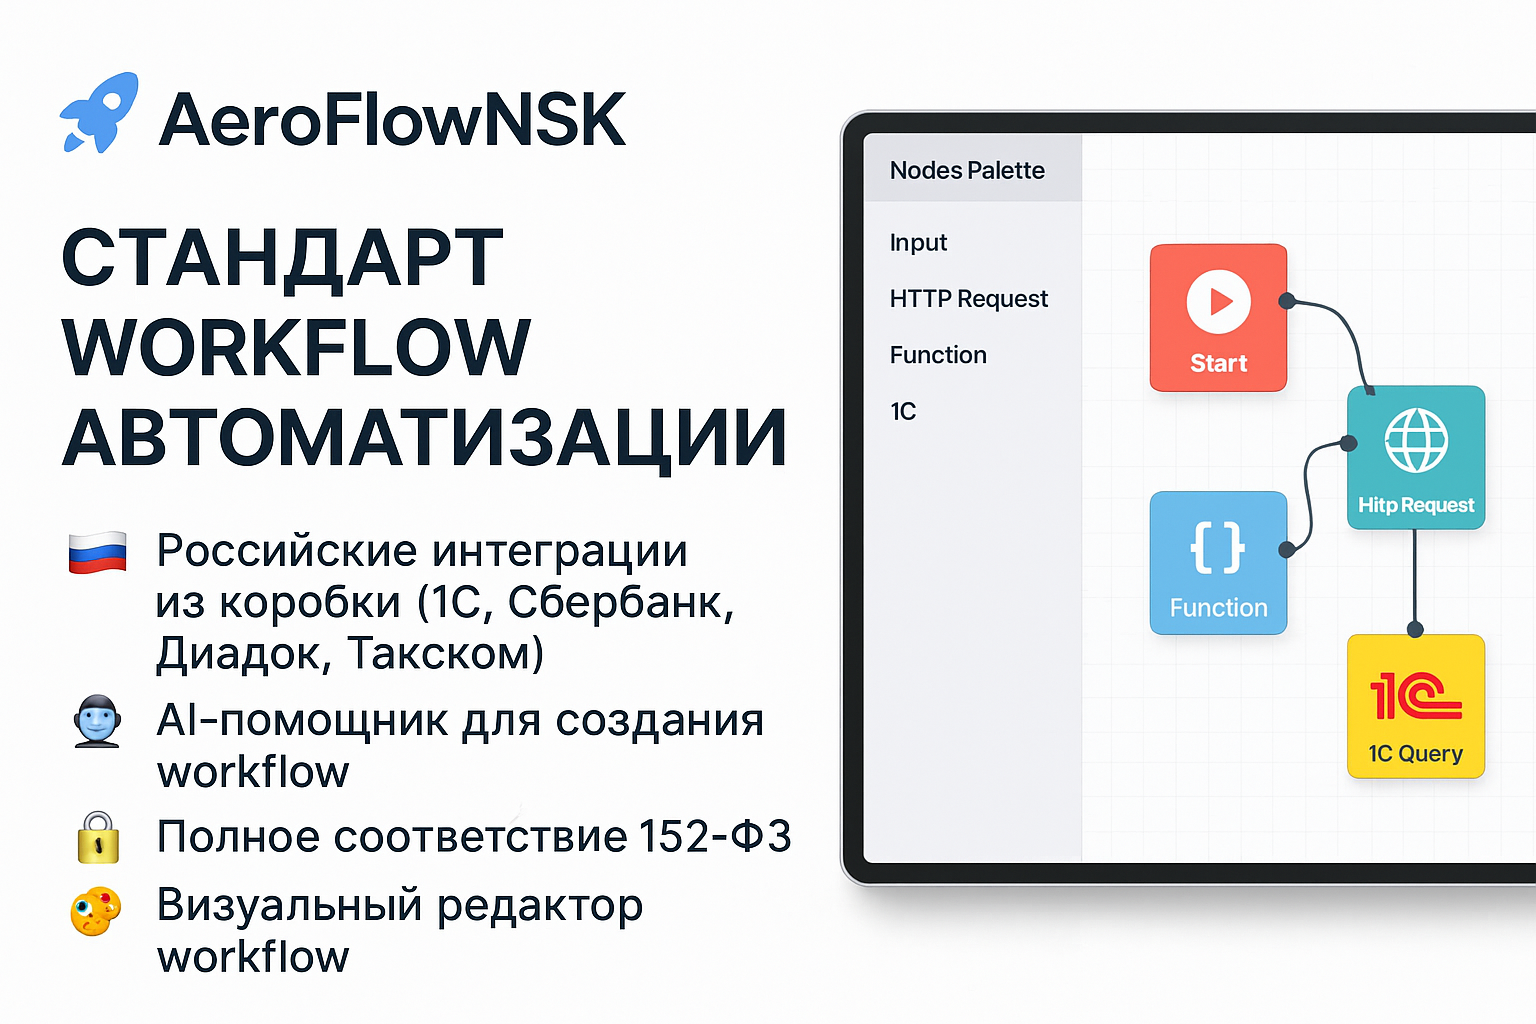 AeroFlowNSK
СТАНДАРТ
WORKFLOW
АВТОМАТИЗАЦИИ
Российские интеграции
из коробки (1С, Сбербанк,
Диадок, Такском)
AI-помощник для создания
workflow
Полное соответствие 152-ФЗ
Визуальный редактор
workflow
Nodes Palette
Input
HTTP Request
Function
1C
Start
Hitp Request
Function
1C
1C Query